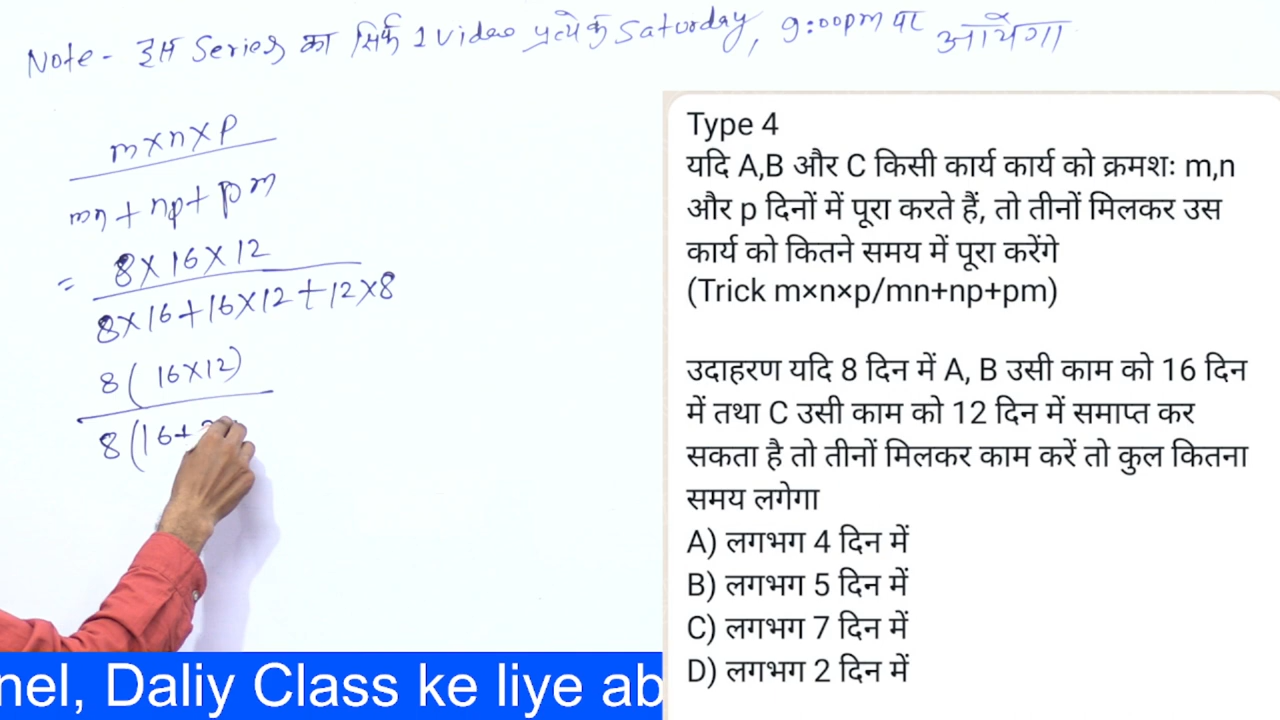 Note - इस Series का सिर्फ 1 Video प्रत्येक Saturday, 9:00pm पर आयेगा
m×n×p
mn + np + pm
= 8×16×12
8×16+16×12+12×8
8( 16×12)
8(16+
Type 4
यदि A,B और C किसी कार्य कार्य को क्रमशः m,n
और p दिनों में पूरा करते हैं, तो तीनों मिलकर उस
कार्य को कितने समय में पूरा करेंगे
(Trick m×n×p/mn+np+pm)
उदाहरण यदि 8 दिन में A, B उसी काम को 16 दिन
में तथा C उसी काम को 12 दिन में समाप्त कर
सकता है तो तीनों मिलकर काम करें तो कुल कितना
समय लगेगा
A) लगभग 4 दिन में
B) लगभग 5 दिन में
C) लगभग 7 दिन में
D) लगभग 2 दिन में
nel, Daliy Class ke liye ab